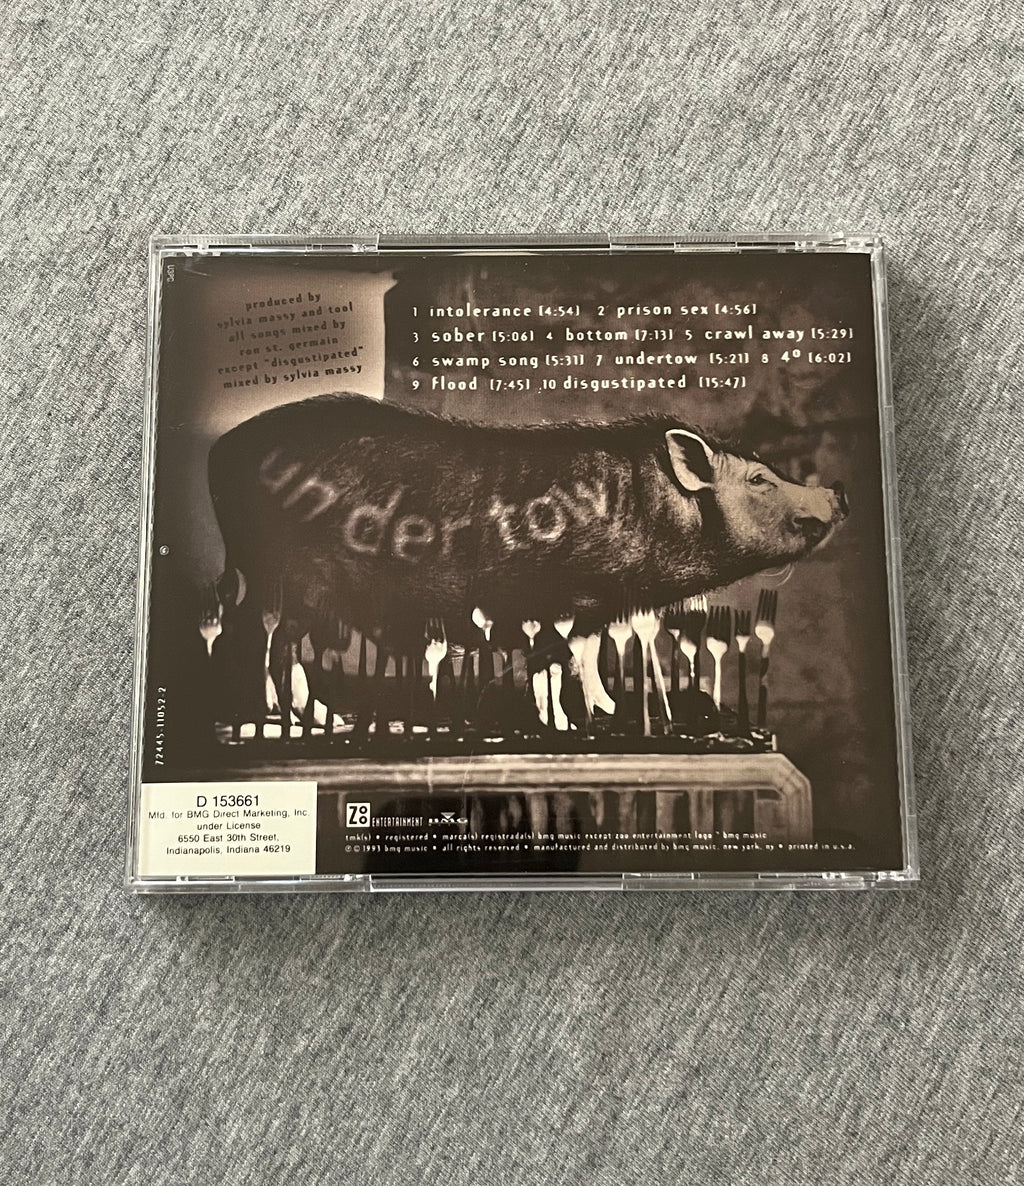 produced by
sylvia massy and tool
all songs mixed by
ron st. germain
except "disgustipated"
mixed by sylvia massy
1 intolerance [4:54] 2 prison sex [4:56]
3 sober [5:06] 4 bottom [7:13] 5 crawl away [5:29]
6 swamp song [5:31] 7 undertow [5:21] 8 4° [6:02]
9 flood [7:45] 10 disgustipated [15:47]
undertow
72445-11052-2
D 153661
Mfd. for BMG Direct Marketing, Inc.
under License
6550 East 30th Street,
Indianapolis, Indiana 46219
ZOO ENTERTAINMENT BMG
tmk(s) • registered • marca(s) registrada(s) bmg music except zoo entertainment logo ™ bmg music
℗ © 1993 bmg music • all rights reserved • manufactured and distributed by bmg music, new york, ny • printed in u.s.a.